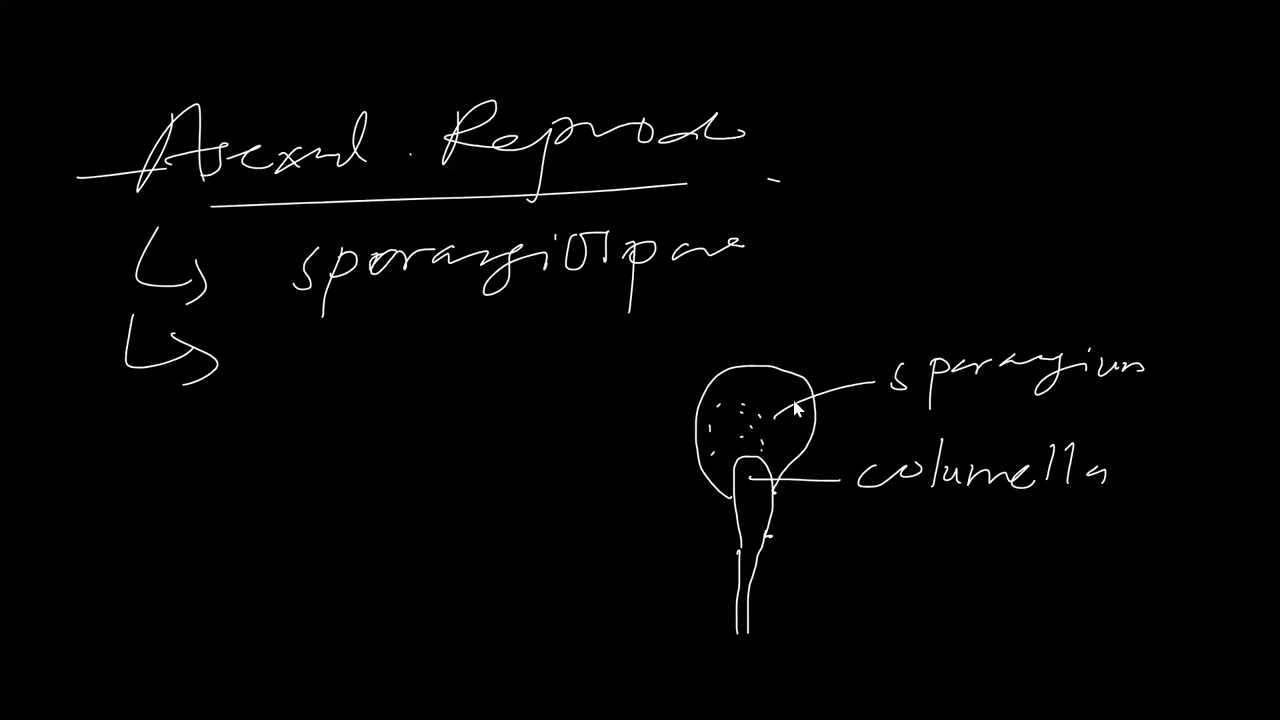 Asexual . Reprod
↳ sporangiospore
↳
sporangium
columella